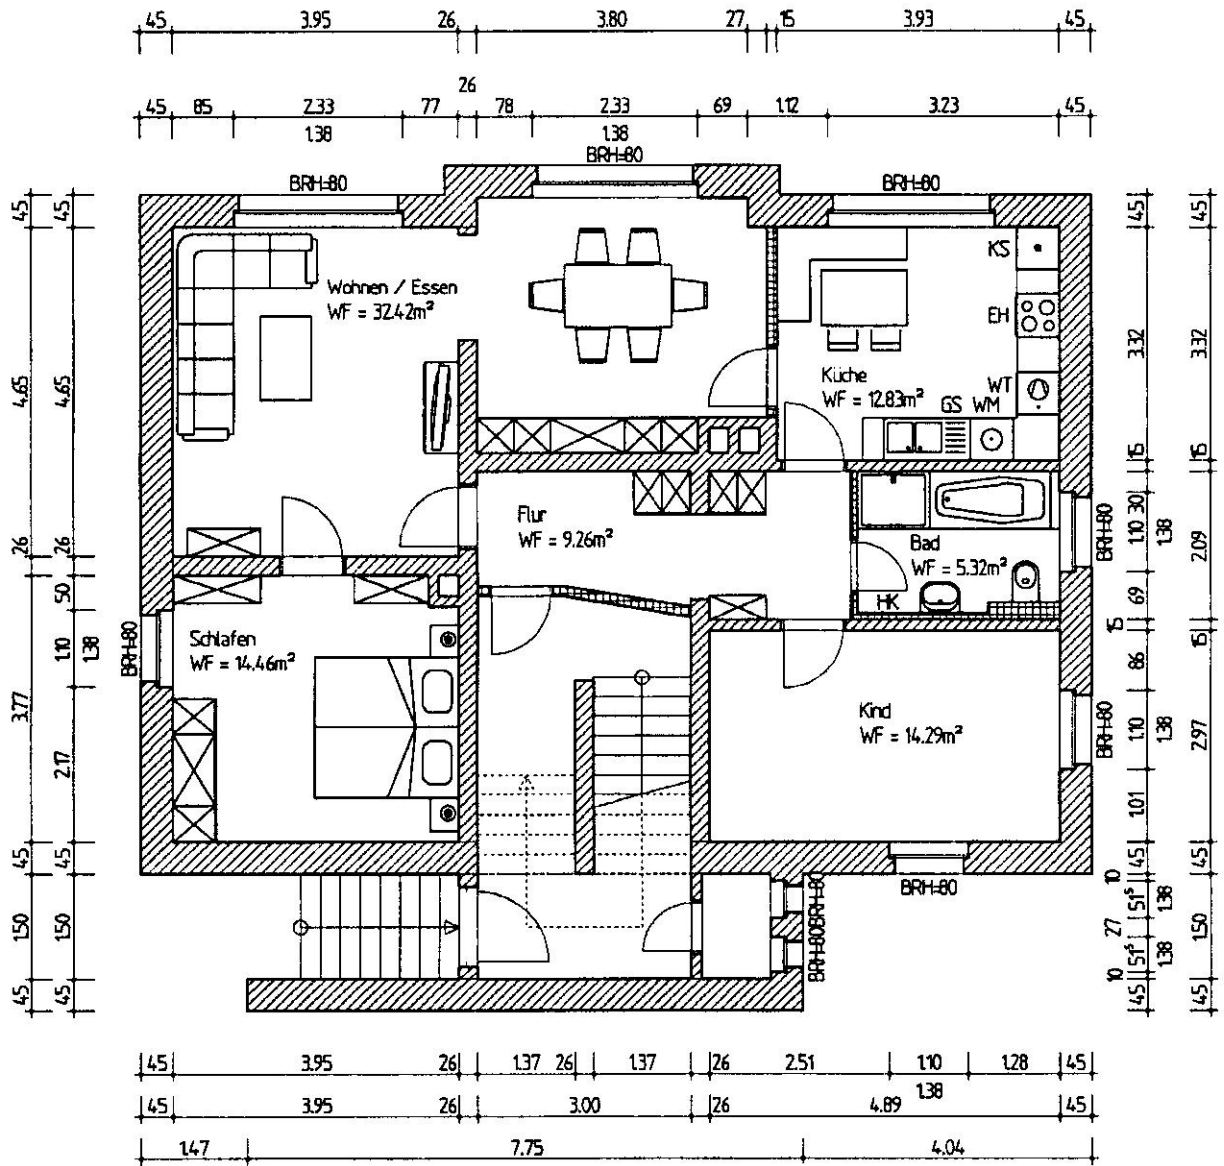 45 3.95 26 3.80 27 15 3.93 45
26
45 85 2.33 77 78 2.33 69 1.12 3.23 45
1.38 1.38
BRH=80
BRH=80 BRH=80
Wohnen / Essen
WF = 32.42m²
KS
EH
Küche
WF = 12.83m²
WT
GS WM
Flur
WF = 9.26m²
Bad
WF = 5.32m²
HK
Schlafen
WF = 14.46m²
Kind
WF = 14.29m²
BRH=80
BRH=80
BRH=80
BRH=80
BRH=80
BRH=80
45 4.65 26 3.77 45 1.50 45
45 4.65 26 50 1.10 2.17 45 1.50 45
1.38
45 3.32 15 30 1.10 69 15 86 1.10 1.01 45 10 51⁵ 27 51⁵ 10 45
1.38 1.38 1.38 1.38
45 3.32 15 2.09 15 2.97 45 1.50 45
45 3.95 26 1.37 26 1.37 26 2.51 1.10 1.28 45
1.38
45 3.95 26 3.00 26 4.89 45
1.47 7.75 4.04